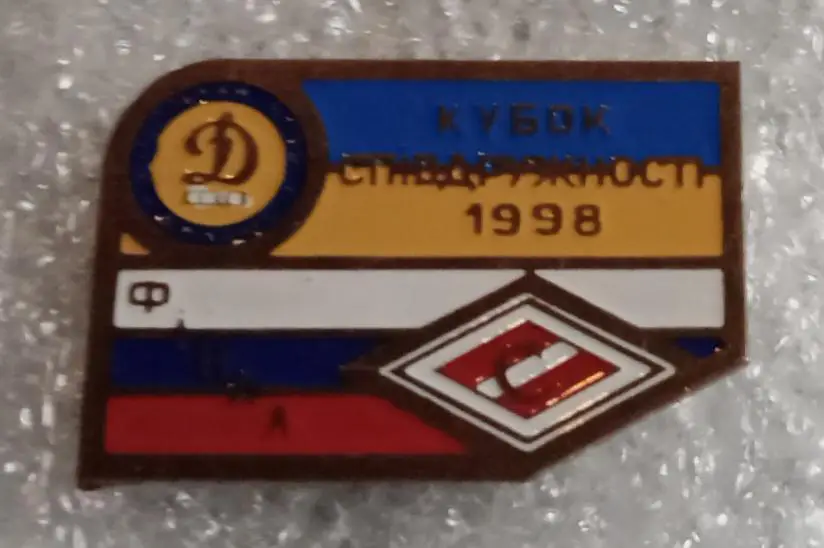 Д
КУБОК
СПІВДРУЖНОСТІ
1998
Ф
А